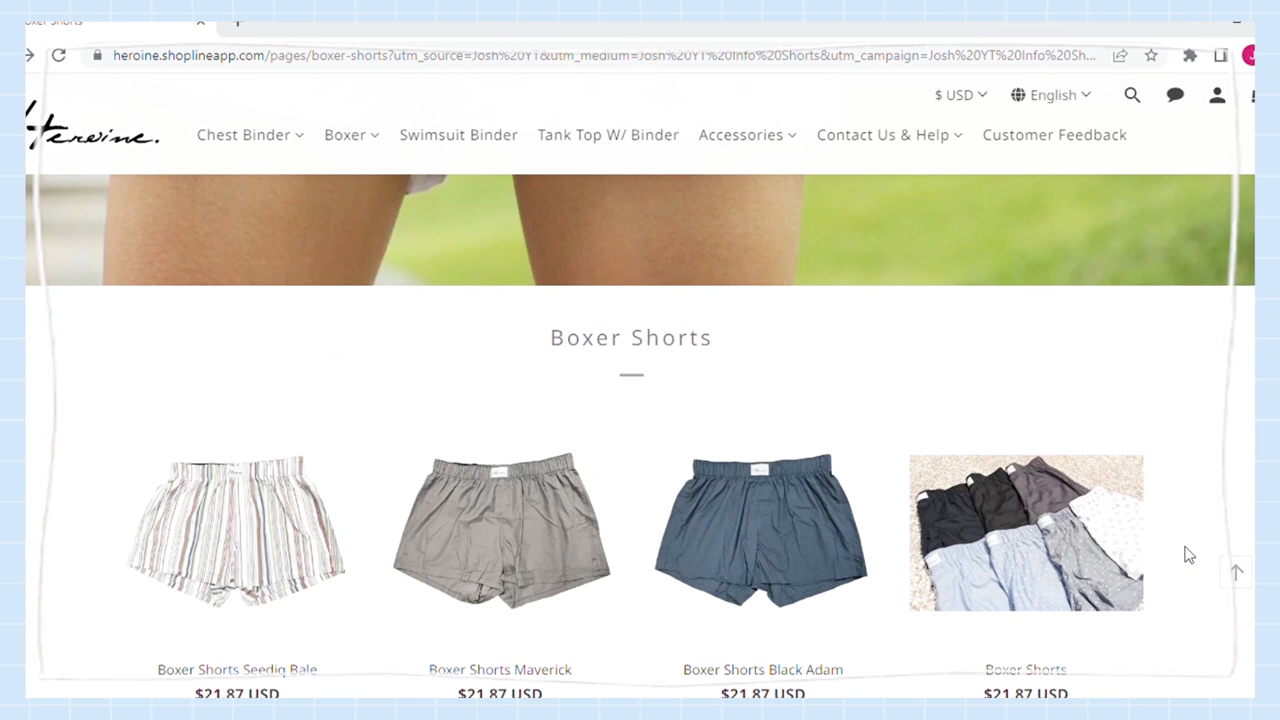 oxer Shorts
heroine.shoplineapp.com/pages/boxer-shorts?utm_source=Josh%20YT&utm_medium=Josh%20YT%20Info%20Shorts&utm_campaign=Josh%20YT%20Info%20Sh...
$ USD English
Heroine.
Chest Binder Boxer Swimsuit Binder Tank Top W/ Binder Accessories Contact Us & Help Customer Feedback
Boxer Shorts
Boxer Shorts Seediq Bale Boxer Shorts Maverick Boxer Shorts Black Adam Boxer Shorts
$21.87 USD $21.87 USD $21.87 USD $21.87 USD